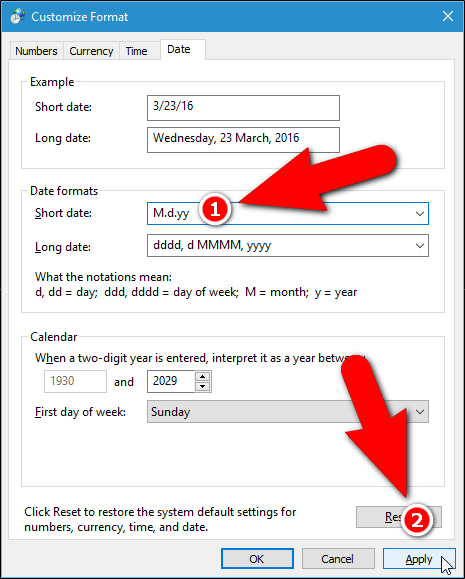 Customize Format
Numbers Currency Time Date
Example
Short date: 3/23/16
Long date: Wednesday, 23 March, 2016
Date formats
Short date: M.d.yy 1
Long date: dddd, d MMMM, yyyy
What the notations mean:
d, dd = day; ddd, dddd = day of week; M = month; y = year
Calendar
When a two-digit year is entered, interpret it as a year between:
1930 and 2029
First day of week: Sunday
Click Reset to restore the system default settings for
numbers, currency, time, and date.
2
OK Cancel Apply